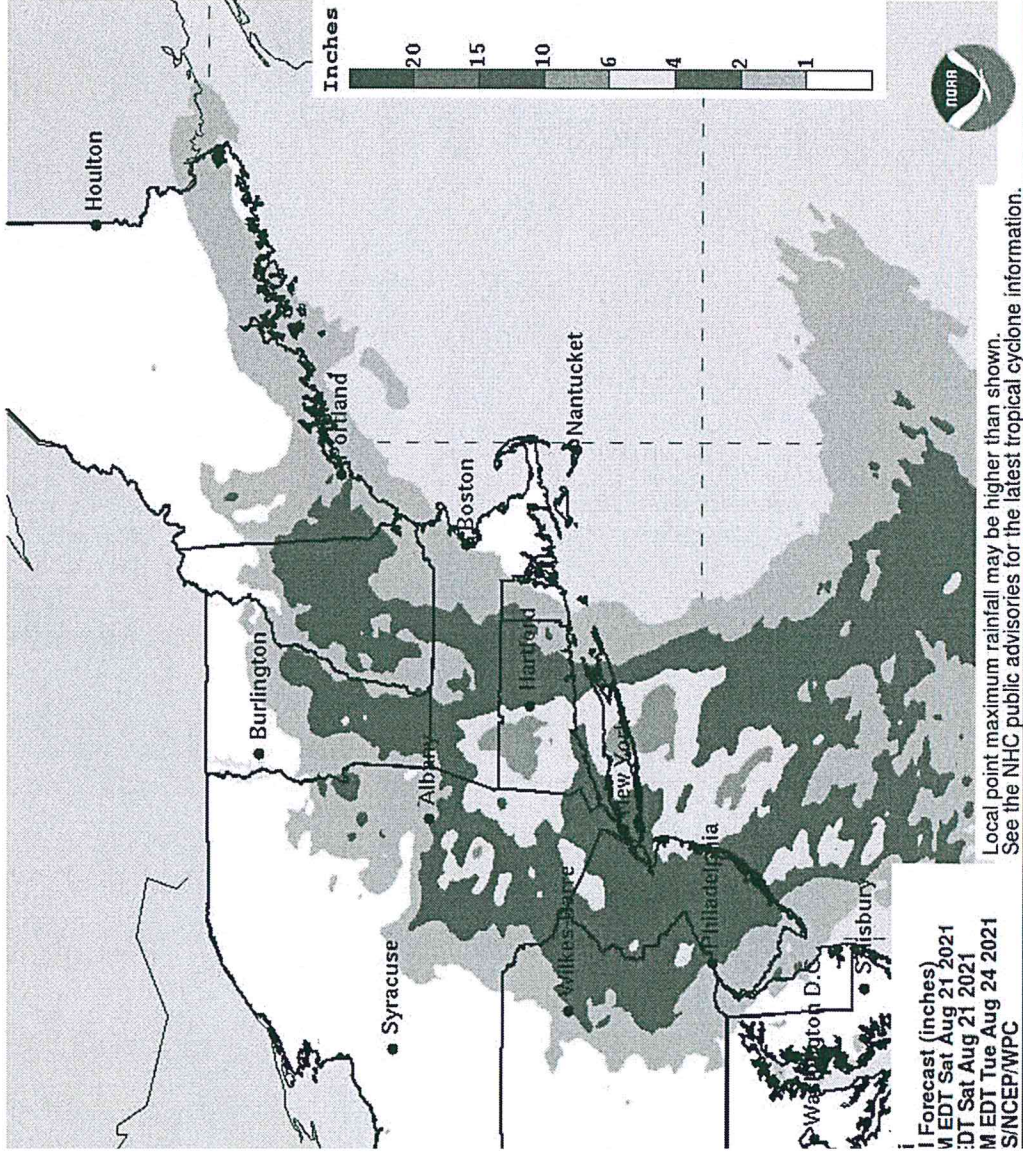 Inches
20
15
10
6
4
2
1
NOAA
Houlton
Portland
Burlington
Boston
Nantucket
Albany
Hartford
Syracuse
New York
Wilkes-Barre
Philadelphia
Washington D.C.
Salisbury
l Forecast (inches)
M EDT Sat Aug 21 2021
EDT Sat Aug 21 2021
M EDT Tue Aug 24 2021
S/NCEP/WPC
Local point maximum rainfall may be higher than shown.
See the NHC public advisories for the latest tropical cyclone information.